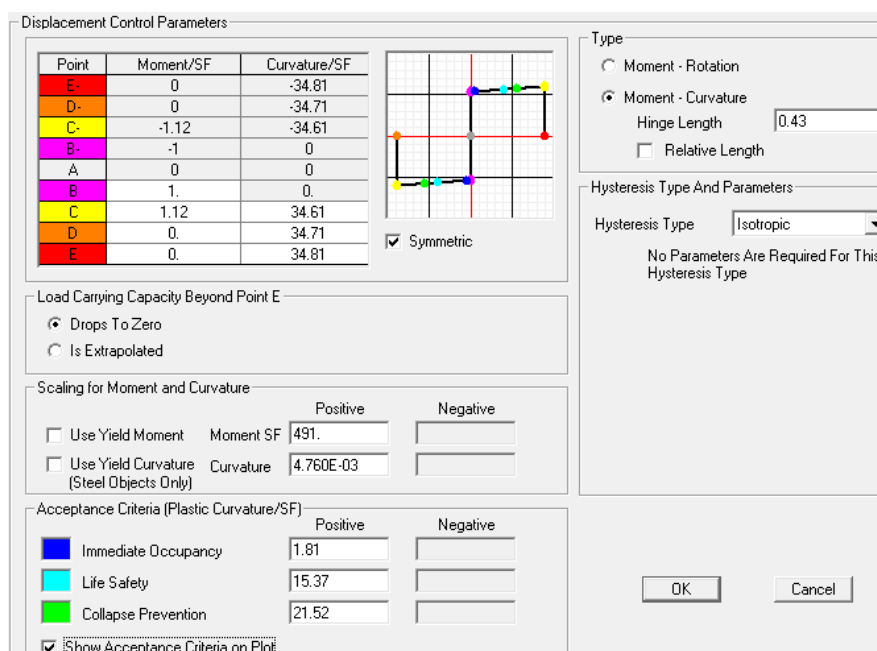 Displacement Control Parameters
Point Moment/SF Curvature/SF
E- 0 -34.81
D- 0 -34.71
C- -1.12 -34.61
B- -1 0
A 0 0
B 1. 0.
C 1.12 34.61
D 0. 34.71
E 0. 34.81
Symmetric
Load Carrying Capacity Beyond Point E
Drops To Zero
Is Extrapolated
Scaling for Moment and Curvature
Positive Negative
Use Yield Moment Moment SF 491.
Use Yield Curvature Curvature 4.760E-03
(Steel Objects Only)
Acceptance Criteria (Plastic Curvature/SF)
Positive Negative
Immediate Occupancy 1.81
Life Safety 15.37
Collapse Prevention 21.52
Show Acceptance Criteria on Plot
Type
Moment - Rotation
Moment - Curvature
Hinge Length 0.43
Relative Length
Hysteresis Type And Parameters
Hysteresis Type Isotropic
No Parameters Are Required For This
Hysteresis Type
OK Cancel